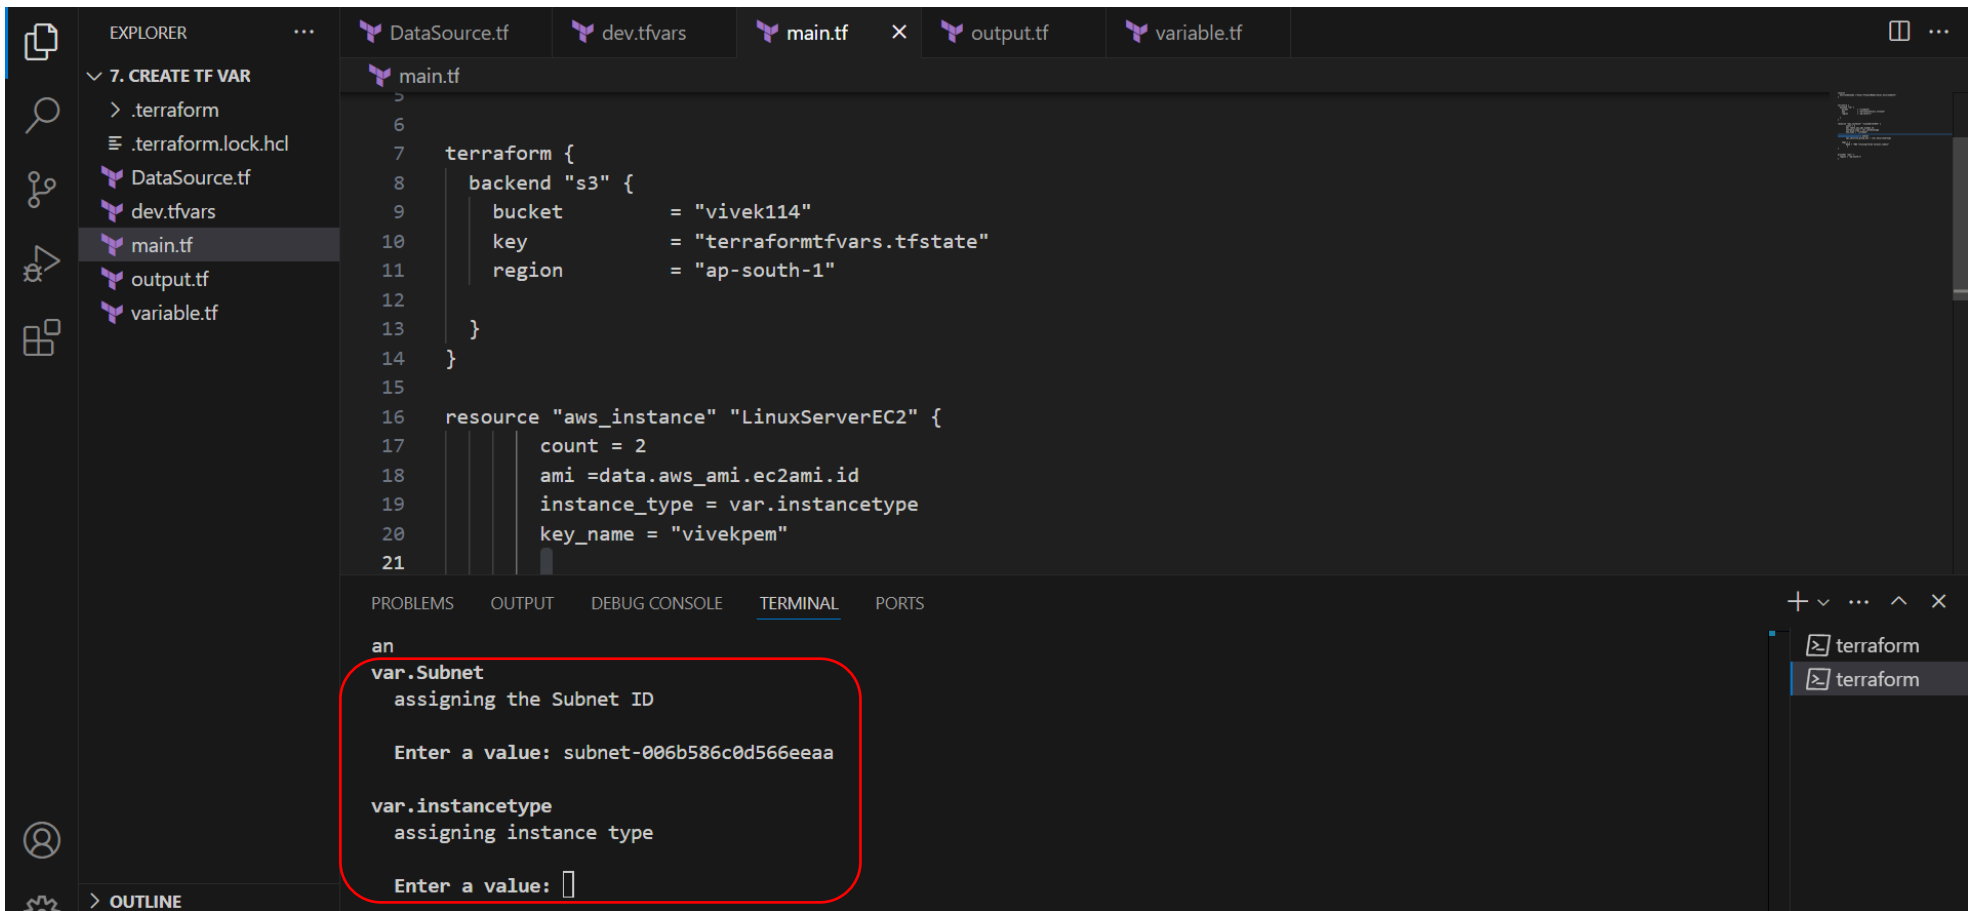 EXPLORER
7. CREATE TF VAR
.terraform
.terraform.lock.hcl
DataSource.tf
dev.tfvars
main.tf
output.tf
variable.tf
OUTLINE
DataSource.tf dev.tfvars main.tf output.tf variable.tf
main.tf
5
6
7 terraform {
8 backend "s3" {
9 bucket = "vivek114"
10 key = "terraformtfvars.tfstate"
11 region = "ap-south-1"
12
13 }
14 }
15
16 resource "aws_instance" "LinuxServerEC2" {
17 count = 2
18 ami =data.aws_ami.ec2ami.id
19 instance_type = var.instancetype
20 key_name = "vivekpem"
21
PROBLEMS OUTPUT DEBUG CONSOLE TERMINAL PORTS
an
var.Subnet
assigning the Subnet ID
Enter a value: subnet-006b586c0d566eeaa
var.instancetype
assigning instance type
Enter a value:
terraform
terraform